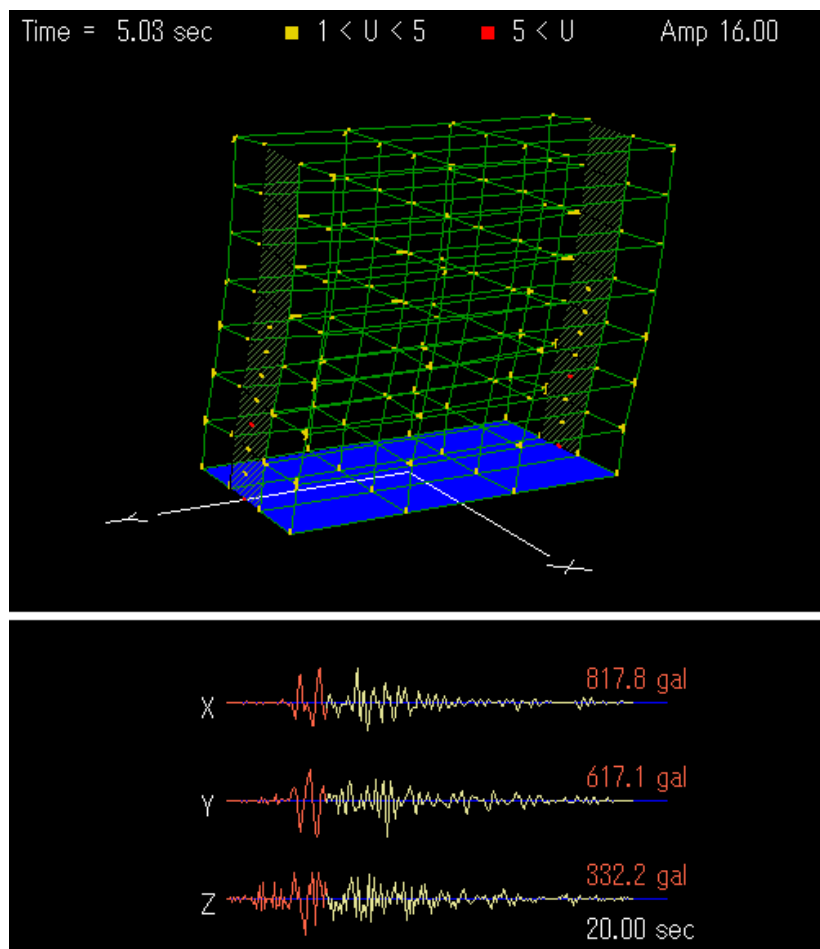 Time = 5.03 sec 1 < U < 5 5 < U Amp 16.00
Y
X
X 817.8 gal
Y 617.1 gal
Z 332.2 gal
20.00 sec